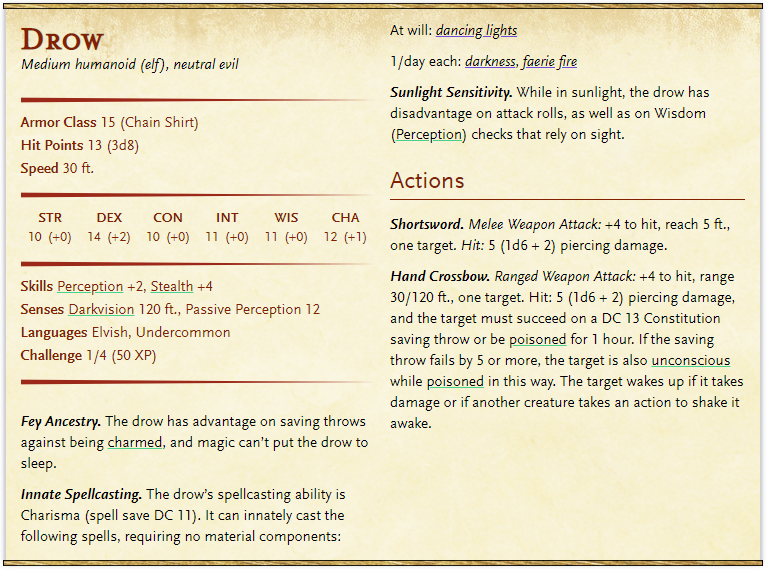 Drow
Medium humanoid (elf), neutral evil
Armor Class 15 (Chain Shirt)
Hit Points 13 (3d8)
Speed 30 ft.
STR DEX CON INT WIS CHA
10 (+0) 14 (+2) 10 (+0) 11 (+0) 11 (+0) 12 (+1)
Skills Perception +2, Stealth +4
Senses Darkvision 120 ft., Passive Perception 12
Languages Elvish, Undercommon
Challenge 1/4 (50 XP)
Fey Ancestry. The drow has advantage on saving throws
against being charmed, and magic can't put the drow to
sleep.
Innate Spellcasting. The drow's spellcasting ability is
Charisma (spell save DC 11). It can innately cast the
following spells, requiring no material components:
At will: dancing lights
1/day each: darkness, faerie fire
Sunlight Sensitivity. While in sunlight, the drow has
disadvantage on attack rolls, as well as on Wisdom
(Perception) checks that rely on sight.
Actions
Shortsword. Melee Weapon Attack: +4 to hit, reach 5 ft.,
one target. Hit: 5 (1d6 + 2) piercing damage.
Hand Crossbow. Ranged Weapon Attack: +4 to hit, range
30/120 ft., one target. Hit: 5 (1d6 + 2) piercing damage,
and the target must succeed on a DC 13 Constitution
saving throw or be poisoned for 1 hour. If the saving
throw fails by 5 or more, the target is also unconscious
while poisoned in this way. The target wakes up if it takes
damage or if another creature takes an action to shake it
awake.